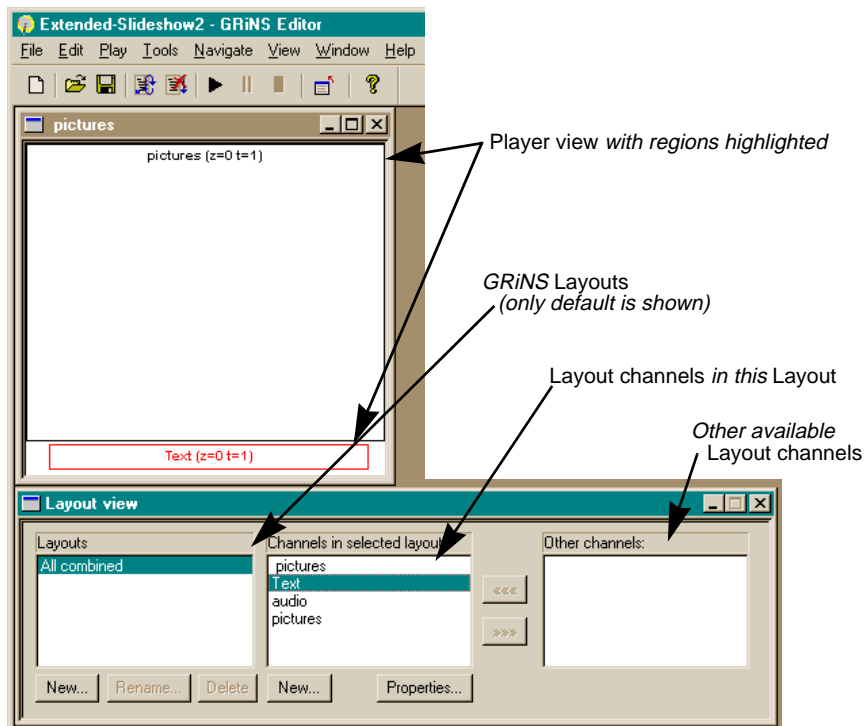 Extended-Slideshow2 - GRiNS Editor
File Edit Play Tools Navigate View Window Help
pictures
pictures (z=0 t=1)
Player view with regions highlighted
GRiNS Layouts
(only default is shown)
Layout channels in this Layout
Other available
Layout channels
Text (z=0 t=1)
Layout view
Layouts
Channels in selected layout
Other channels:
All combined
pictures
Text
audio
pictures
<<<
>>>
New... Rename... Delete New... Properties...